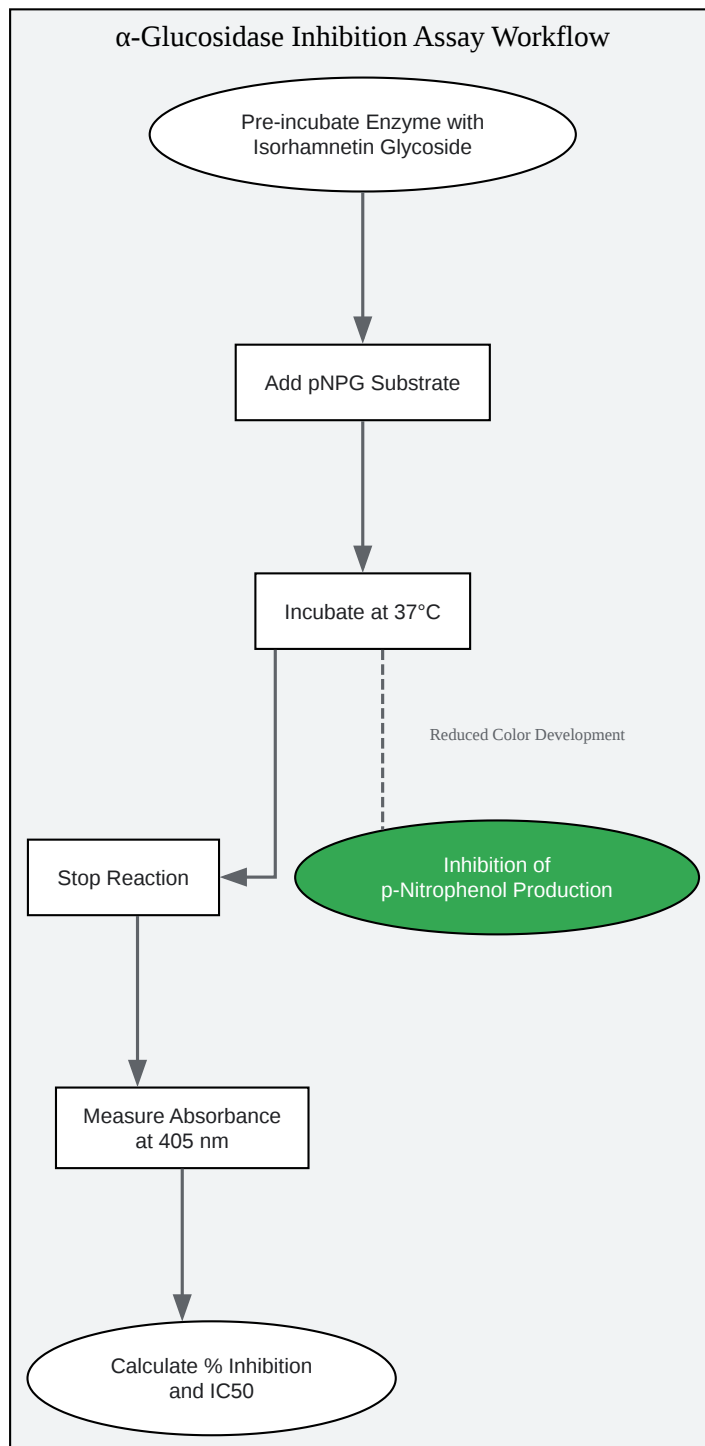 α-Glucosidase Inhibition Assay Workflow
Pre-incubate Enzyme with
Isorhamnetin Glycoside
Add pNPG Substrate
Incubate at 37°C
Reduced Color Development
Stop Reaction
Inhibition of
p-Nitrophenol Production
Measure Absorbance
at 405 nm
Calculate % Inhibition
and IC50